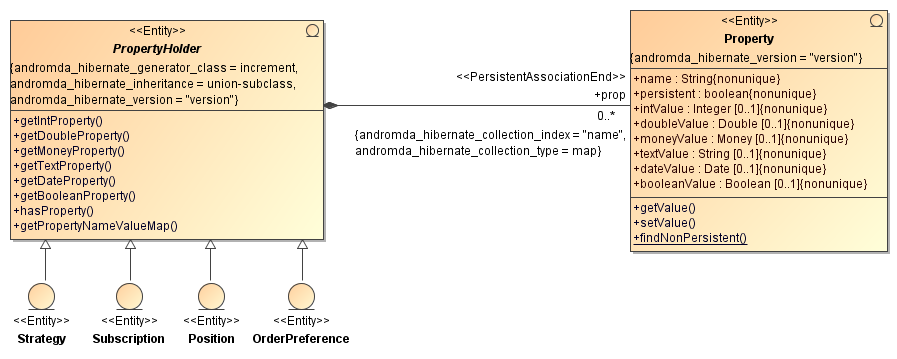 <<Entity>>
PropertyHolder
{andromda_hibernate_generator_class = increment,
andromda_hibernate_inheritance = union-subclass,
andromda_hibernate_version = "version"}
+getIntProperty()
+getDoubleProperty()
+getMoneyProperty()
+getTextProperty()
+getDateProperty()
+getBooleanProperty()
+hasProperty()
+getPropertyNameValueMap()
<<PersistentAssociationEnd>>
+prop
0..*
{andromda_hibernate_collection_index = "name",
andromda_hibernate_collection_type = map}
<<Entity>>
Property
{andromda_hibernate_version = "version"}
+name : String{nonunique}
+persistent : boolean{nonunique}
+intValue : Integer [0..1]{nonunique}
+doubleValue : Double [0..1]{nonunique}
+moneyValue : Money [0..1]{nonunique}
+textValue : String [0..1]{nonunique}
+dateValue : Date [0..1]{nonunique}
+booleanValue : Boolean [0..1]{nonunique}
+getValue()
+setValue()
+findNonPersistent()
<<Entity>>
Strategy
<<Entity>>
Subscription
<<Entity>>
Position
<<Entity>>
OrderPreference